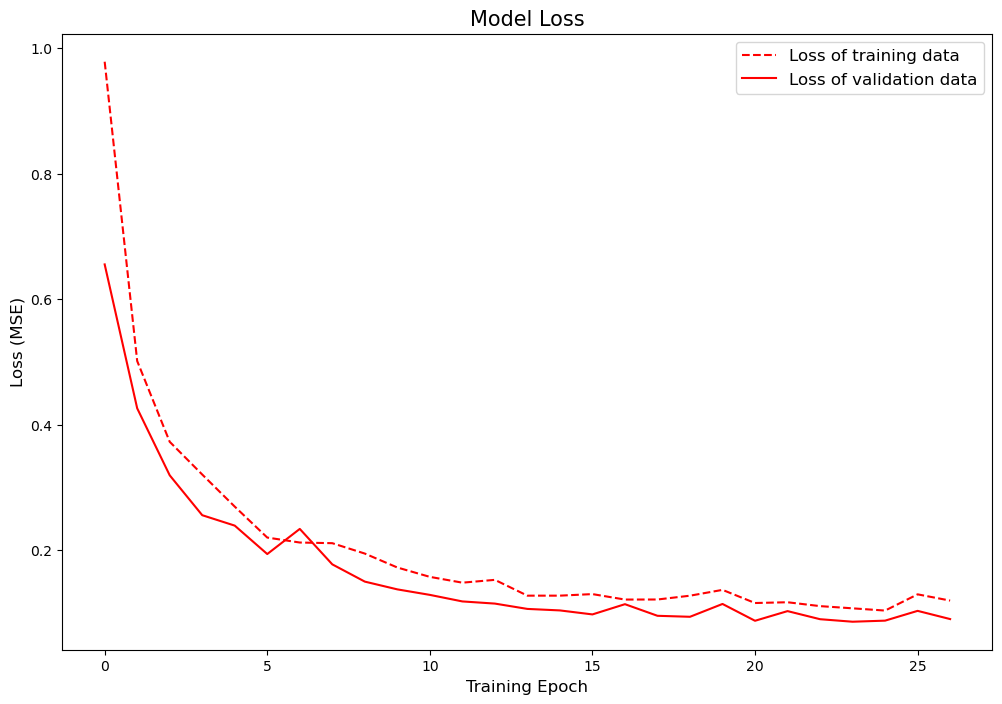 Model Loss
Loss of training data
Loss of validation data
1.0
0.8
0.6
0.4
0.2
Loss (MSE)
0 5 10 15 20 25
Training Epoch